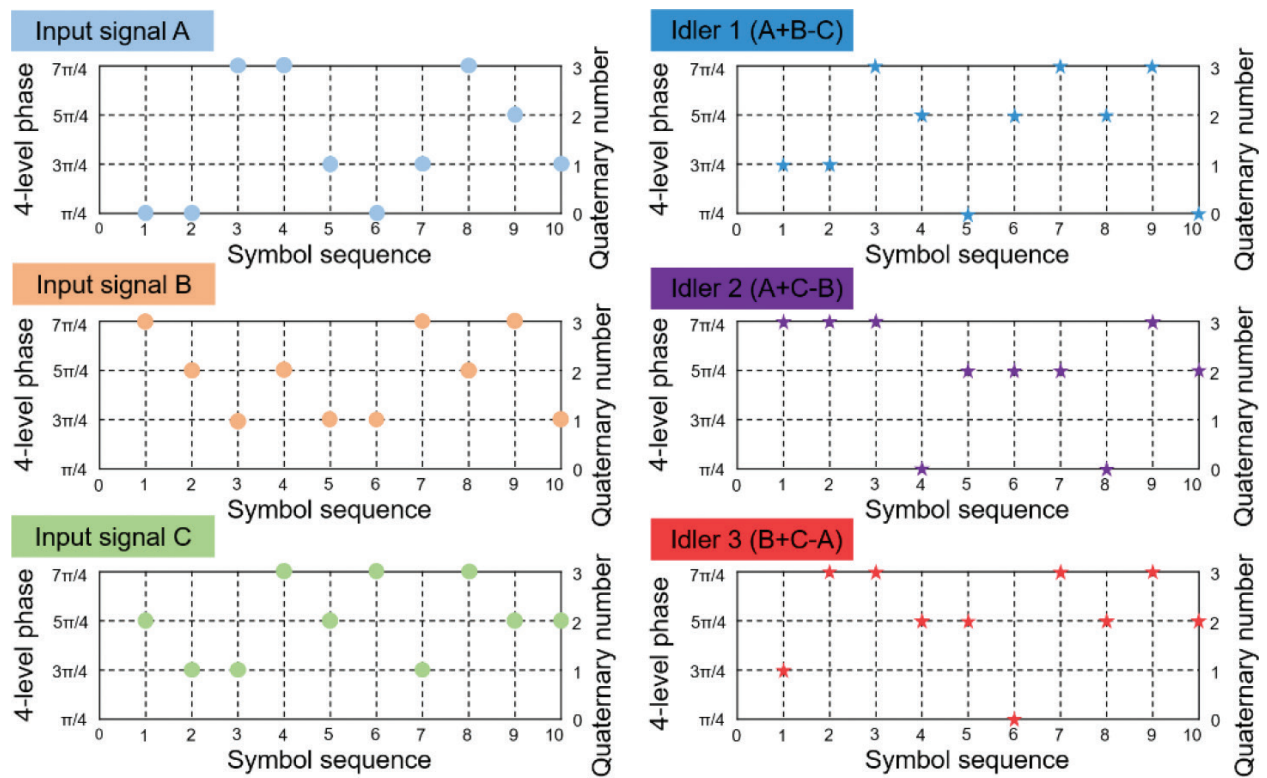 Input signal A
4-level phase
7π/4
5π/4
3π/4
π/4
0 1 2 3 4 5 6 7 8 9 10
Symbol sequence
3
2
1
0
Quaternary number
Idler 1 (A+B-C)
4-level phase
7π/4
5π/4
3π/4
π/4
0 1 2 3 4 5 6 7 8 9 10
Symbol sequence
3
2
1
0
Quaternary number
Input signal B
4-level phase
7π/4
5π/4
3π/4
π/4
0 1 2 3 4 5 6 7 8 9 10
Symbol sequence
3
2
1
0
Quaternary number
Idler 2 (A+C-B)
4-level phase
7π/4
5π/4
3π/4
π/4
0 1 2 3 4 5 6 7 8 9 10
Symbol sequence
3
2
1
0
Quaternary number
Input signal C
4-level phase
7π/4
5π/4
3π/4
π/4
0 1 2 3 4 5 6 7 8 9 10
Symbol sequence
3
2
1
0
Quaternary number
Idler 3 (B+C-A)
4-level phase
7π/4
5π/4
3π/4
π/4
0 1 2 3 4 5 6 7 8 9 10
Symbol sequence
3
2
1
0
Quaternary number